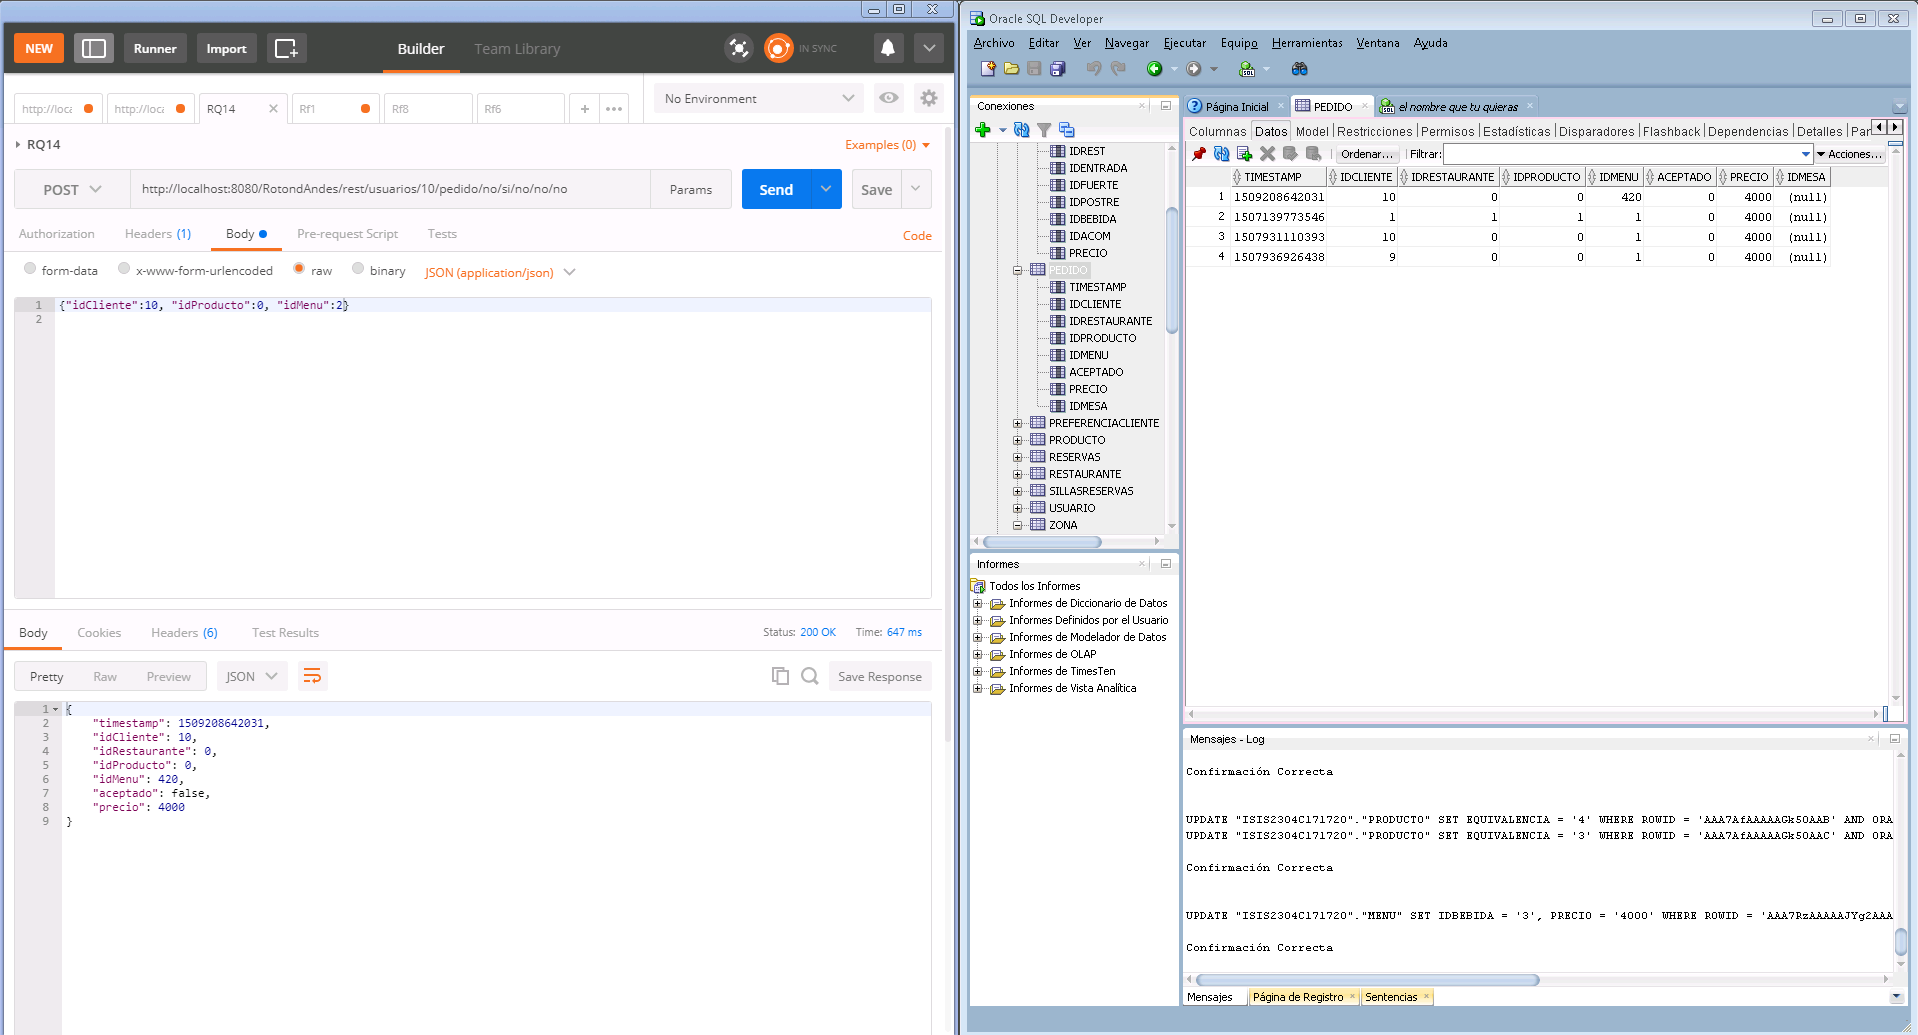 NEW Runner Import Builder Team Library IN SYNC
http://loca http://loca RQ14 Rf1 Rf8 Rf6 No Environment
RQ14 Examples (0)
POST http://localhost:8080/RotondAndes/rest/usuarios/10/pedido/no/si/no/no/no Params Send Save
Authorization Headers (1) Body Pre-request Script Tests Code
form-data x-www-form-urlencoded raw binary JSON (application/json)
1 {"idCliente":10, "idProducto":0, "idMenu":2}
2
Body Cookies Headers (6) Test Results Status: 200 OK Time: 647 ms
Pretty Raw Preview JSON Save Response
1 {
2 "timestamp": 1509208642031,
3 "idCliente": 10,
4 "idRestaurante": 0,
5 "idProducto": 0,
6 "idMenu": 420,
7 "aceptado": false,
8 "precio": 4000
9 }
Oracle SQL Developer
Archivo Editar Ver Navegar Ejecutar Equipo Herramientas Ventana Ayuda
Conexiones
IDREST
IDENTRADA
IDFUERTE
IDPOSTRE
IDBEBIDA
IDACOM
PRECIO
PEDIDO
TIMESTAMP
IDCLIENTE
IDRESTAURANTE
IDPRODUCTO
IDMENU
ACEPTADO
PRECIO
IDMESA
PREFERENCIACLIENTE
PRODUCTO
RESERVAS
RESTAURANTE
SILLASRESERVAS
USUARIO
ZONA
Informes
Todos los Informes
Informes de Diccionario de Datos
Informes Definidos por el Usuario
Informes de Modelador de Datos
Informes de OLAP
Informes de TimesTen
Informes de Vista Analítica
Página Inicial PEDIDO el nombre que tu quieras
Columnas Datos Model Restricciones Permisos Estadísticas Disparadores Flashback Dependencias Detalles Par
Ordenar... Filtrar: Acciones...
TIMESTAMP IDCLIENTE IDRESTAURANTE IDPRODUCTO IDMENU ACEPTADO PRECIO IDMESA
1 1509208642031 10 0 0 420 0 4000 (null)
2 1507139773546 1 1 1 1 0 4000 (null)
3 1507931110393 10 0 0 1 0 4000 (null)
4 1507936926438 9 0 0 1 0 4000 (null)
Mensajes - Log
Confirmación Correcta
UPDATE "ISIS2304C171720"."PRODUCTO" SET EQUIVALENCIA = '4' WHERE ROWID = 'AAA7AfAAAAAGk5OAAB' AND ORA
UPDATE "ISIS2304C171720"."PRODUCTO" SET EQUIVALENCIA = '3' WHERE ROWID = 'AAA7AfAAAAAGk5OAAC' AND ORA
Confirmación Correcta
UPDATE "ISIS2304C171720"."MENU" SET IDBEBIDA = '3', PRECIO = '4000' WHERE ROWID = 'AAA7RzAAAAAJYg2AAA
Confirmación Correcta
Mensajes Página de Registro Sentencias